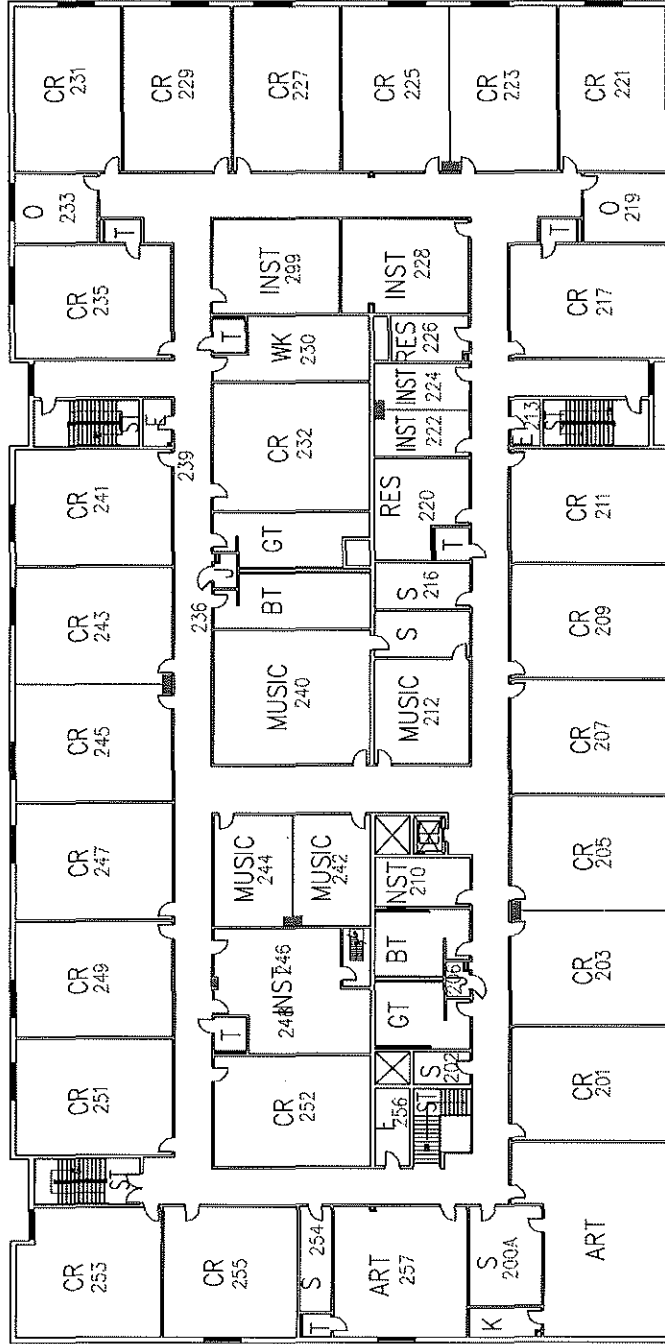 CR
231
CR
229
CR
227
CR
225
CR
223
CR
221
O
233
T
T
O
219
CR
235
INST
299
INST
228
CR
217
T
WK
230
RES
226
ST
E
239
CR
232
INST
224
INST
222
E
213
ST
CR
241
GT
RES
220
T
CR
211
J
236
BT
S
216
CR
243
MUSIC
240
S
MUSIC
212
CR
209
CR
245
CR
207
CR
247
MUSIC
244
MUSIC
242
INST
210
CR
205
CR
249
INST
246
248
T
BT
206
GT
CR
203
CR
251
CR
252
S
202
E
256
ST
CR
201
ST
CR
253
CR
255
S
254
T
ART
257
S
200A
K
ART